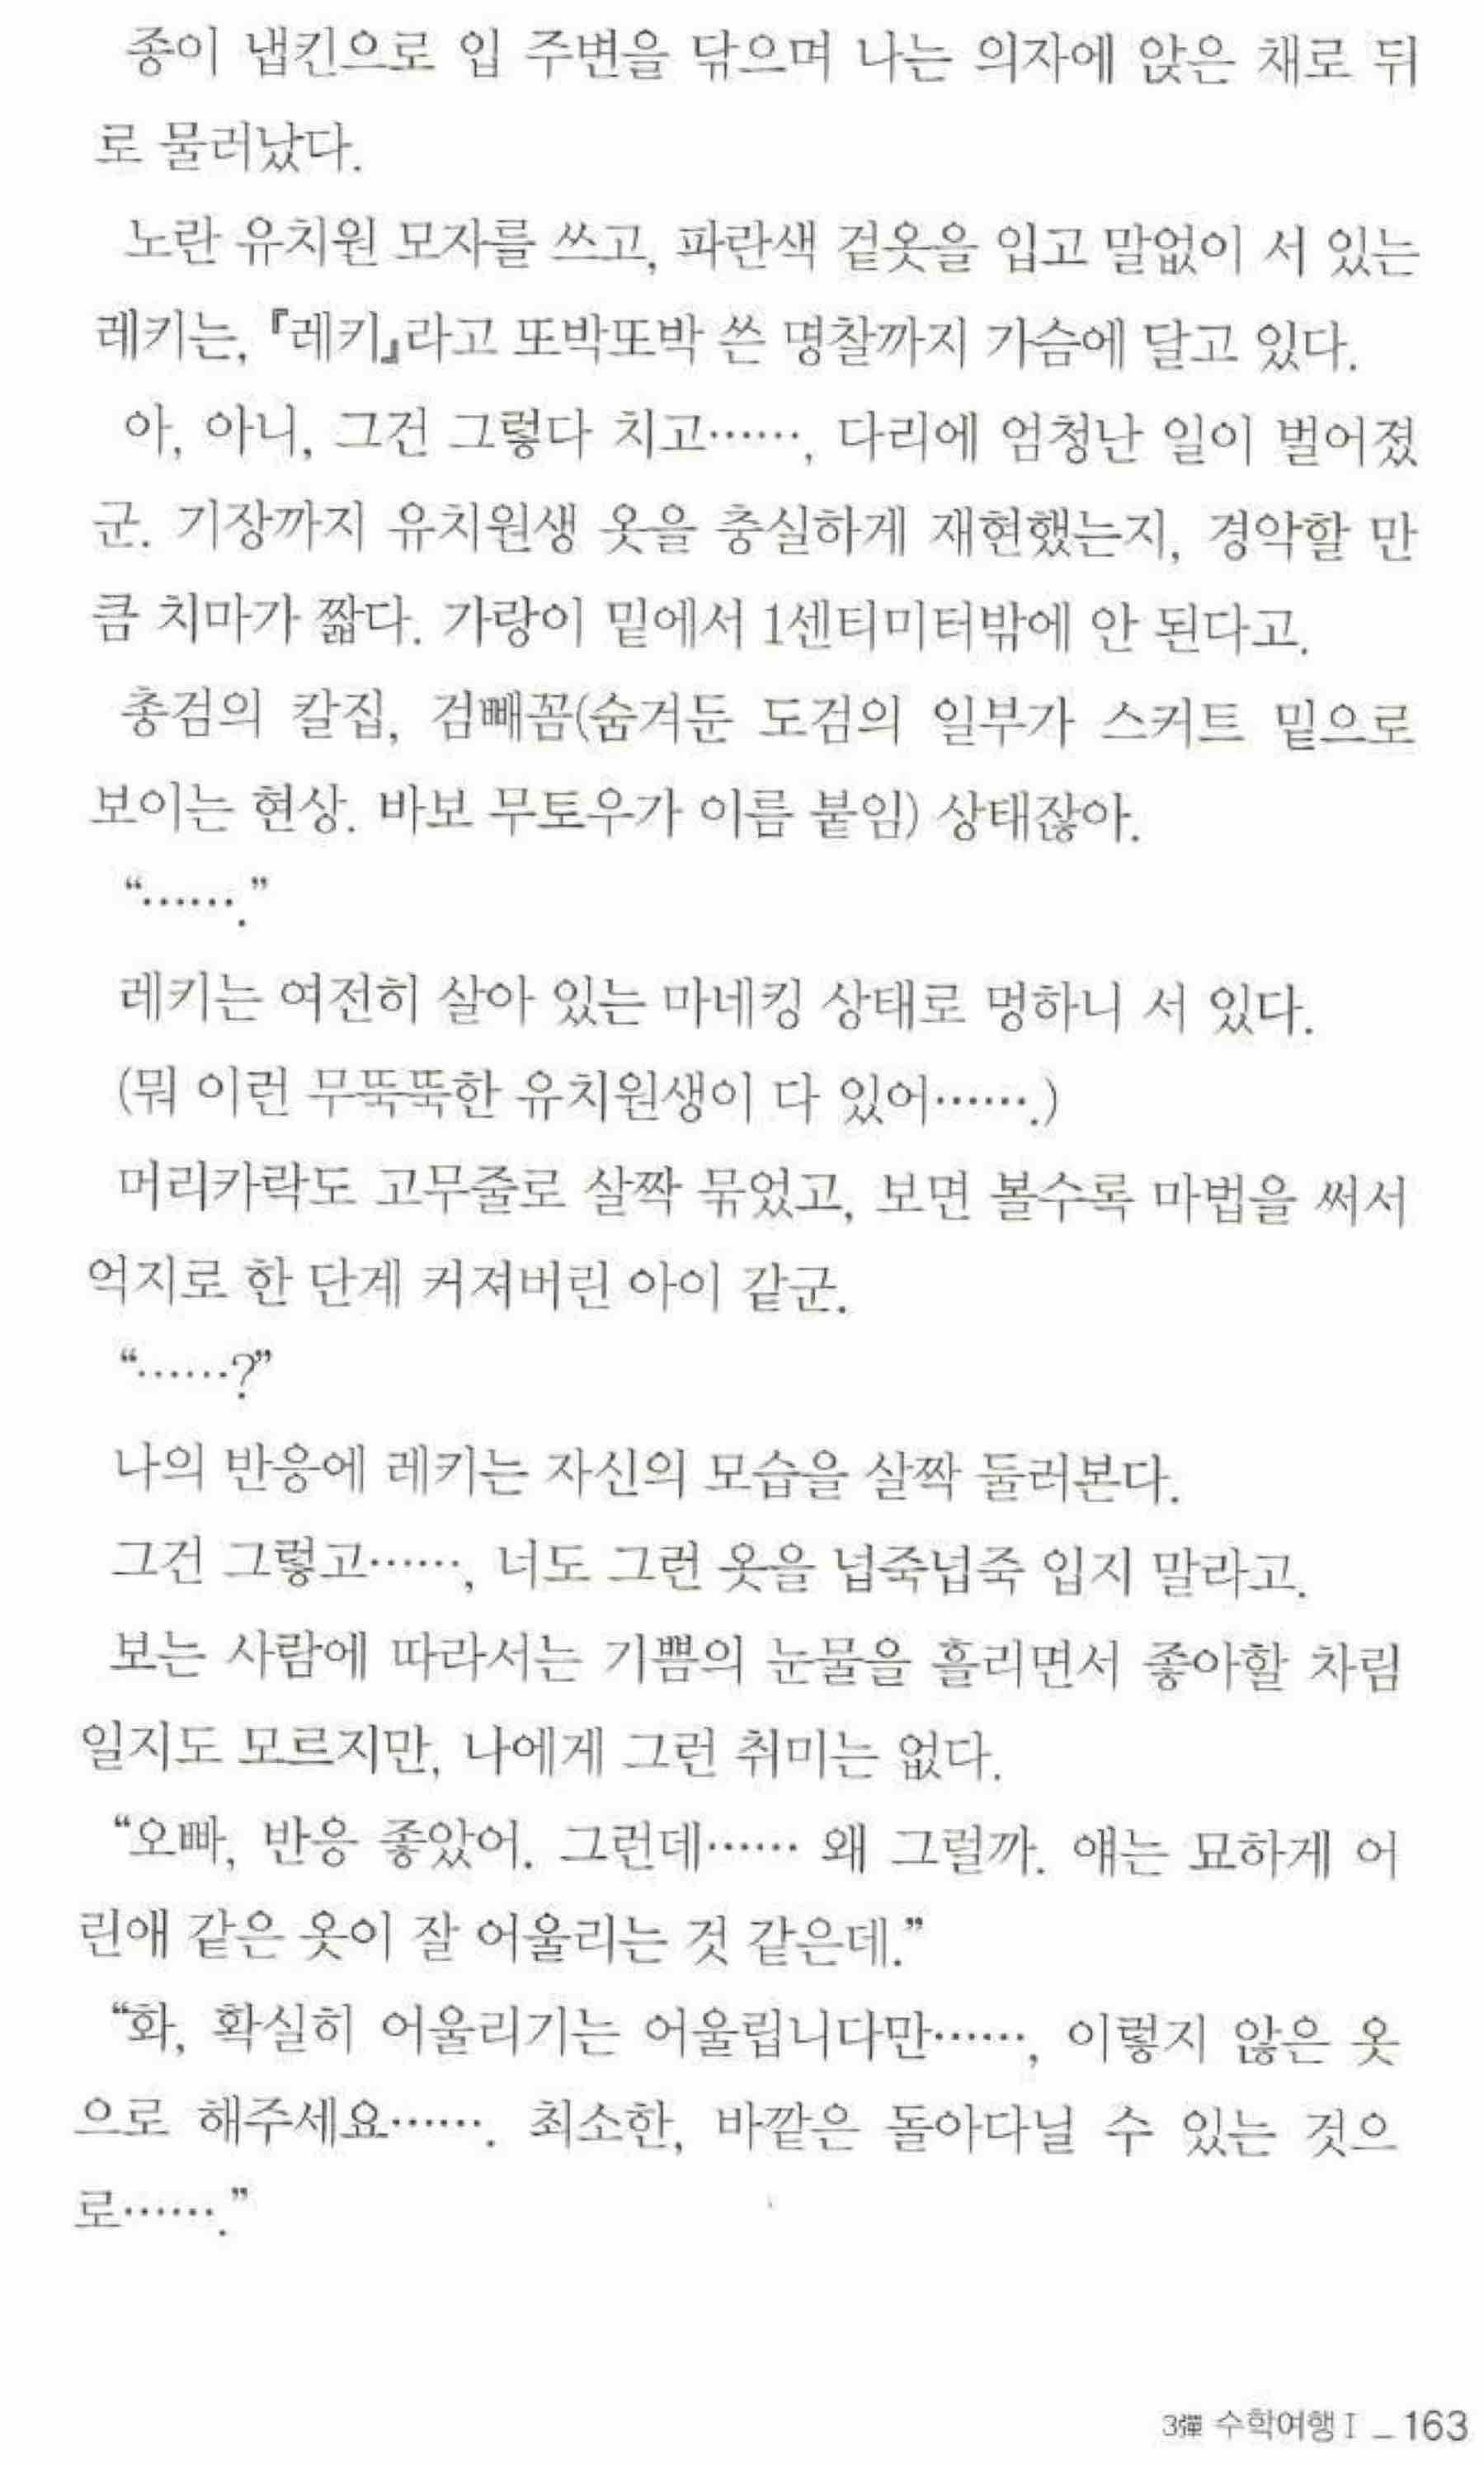 종이 냅킨으로 입 주변을 닦으며 나는 의자에 앉은 채로 뒤
로 물러났다.
노란 유치원 모자를 쓰고, 파란색 겉옷을 입고 말없이 서 있는
레키는, 『레키』라고 또박또박 쓴 명찰까지 가슴에 달고 있다.
아, 아니, 그건 그렇다 치고……, 다리에 엄청난 일이 벌어졌
군. 기장까지 유치원생 옷을 충실하게 재현했는지, 경악할 만
큼 치마가 짧다. 가랑이 밑에서 1센티미터밖에 안 된다고.
총검의 칼집, 검빼꼼(숨겨둔 도검의 일부가 스커트 밑으로
보이는 현상. 바보 무토우가 이름 붙임) 상태잖아.
“…….”
레키는 여전히 살아 있는 마네킹 상태로 멍하니 서 있다.
(뭐 이런 무뚝뚝한 유치원생이 다 있어…….)
머리카락도 고무줄로 살짝 묶었고, 보면 볼수록 마법을 써서
억지로 한 단계 커져버린 아이 같군.
“……?”
나의 반응에 레키는 자신의 모습을 살짝 둘러본다.
그건 그렇고……, 너도 그런 옷을 넙죽넙죽 입지 말라고.
보는 사람에 따라서는 기쁨의 눈물을 흘리면서 좋아할 차림
일지도 모르지만, 나에게 그런 취미는 없다.
“오빠, 반응 좋았어. 그런데…… 왜 그럴까. 얘는 묘하게 어
린애 같은 옷이 잘 어울리는 것 같은데.”
“화, 확실히 어울리기는 어울립니다만……, 이렇지 않은 옷
으로 해주세요……. 최소한, 바깥은 돌아다닐 수 있는 것으
로…….”
3彈 수학여행 I _ 163